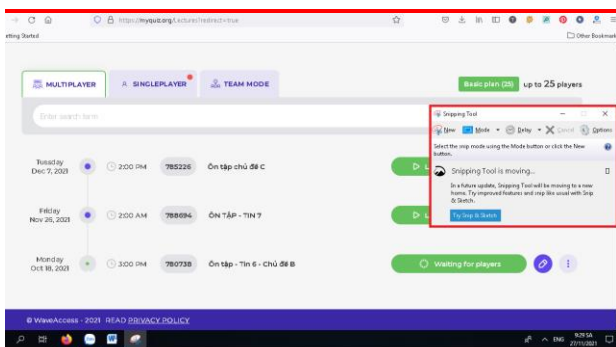 https://myquiz.org/Lectures?redirect=true
etting Started
Other Bookmark
MULTIPLAYER
SINGLEPLAYER
TEAM MODE
Basic plan (25)
up to 25 players
Enter search term
Snipping Tool
New
Mode
Delay
Cancel
Options
Select the snip mode using the Mode button or click the New
button.
Snipping Tool is moving...
In a future update, Snipping Tool will be moving to a new
home. Try improved features and snip like usual with Snip
& Sketch.
Try Snip & Sketch
Tuesday
Dec 7, 2021
2:00 PM
785226
Ôn tập chủ đề C
Friday
Nov 26, 2021
2:00 AM
788694
ÔN TẬP - TIN 7
Monday
Oct 18, 2021
3:00 PM
780738
Ôn tập - Tin 6 - Chủ đề B
Waiting for players
© WaveAccess - 2021 READ PRIVACY POLICY
ENG
9:29 SA
27/11/2021